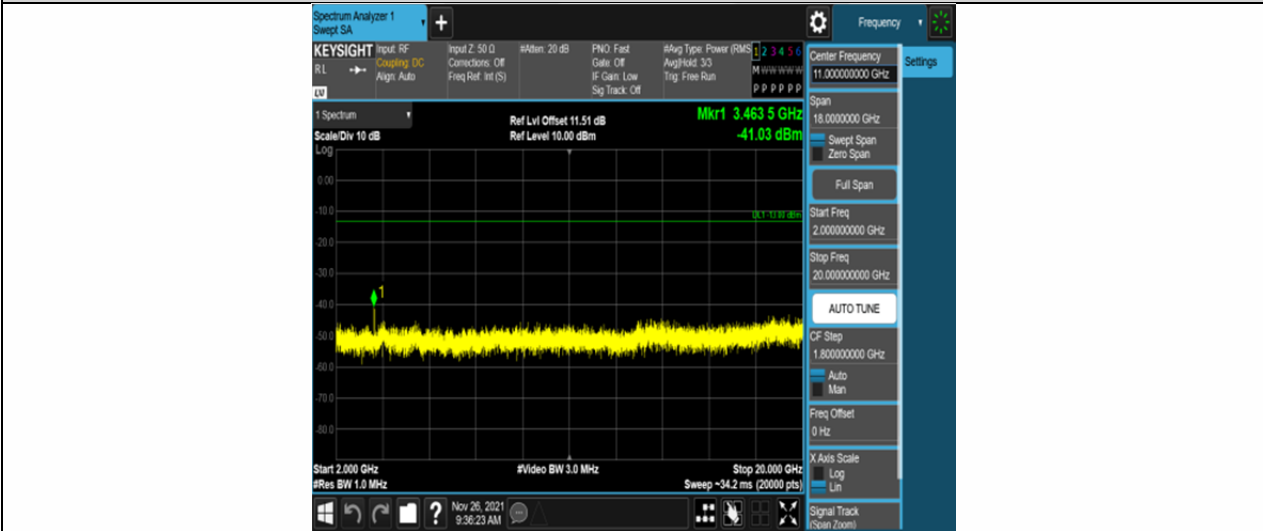 Spectrum Analyzer 1
Swept SA
+
Frequency
KEYSIGHT
Input: RF
Coupling: DC
Align: Auto
Input Z: 50 Ω
Corrections: Off
Freq Ref: Int (S)
#Atten: 20 dB
PNO: Fast
Gate: Off
IF Gain: Low
Sig Track: Off
#Avg Type: Power (RMS
Avg|Hold: 3/3
Trig: Free Run
1 2 3 4 5 6
M W W W W W
P P P P P P
RL
LV
Center Frequency
11.000000000 GHz
Settings
Span
18.0000000 GHz
Swept Span
Zero Span
Full Span
Start Freq
2.000000000 GHz
Stop Freq
20.000000000 GHz
AUTO TUNE
CF Step
1.800000000 GHz
Auto
Man
Freq Offset
0 Hz
X Axis Scale
Log
Lin
Signal Track
(Span Zoom)
1 Spectrum
Scale/Div 10 dB
Log
Ref Lvl Offset 11.51 dB
Ref Level 10.00 dBm
Mkr1 3.463 5 GHz
-41.03 dBm
0.00
-10.0
DL1 -13.00 dBm
-20.0
-30.0
1
-40.0
-50.0
-60.0
-70.0
-80.0
Start 2.000 GHz
#Video BW 3.0 MHz
Stop 20.000 GHz
#Res BW 1.0 MHz
Sweep ~34.2 ms (20000 pts)
?
Nov 26, 2021
9:36:23 AM